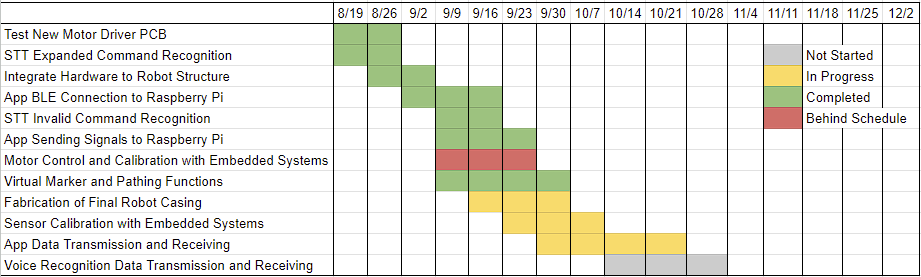 8/19 8/26 9/2 9/9 9/16 9/23 9/30 10/7 10/14 10/21 10/28 11/4 11/11 11/18 11/25 12/2
Test New Motor Driver PCB
STT Expanded Command Recognition Not Started
Integrate Hardware to Robot Structure In Progress
App BLE Connection to Raspberry Pi Completed
STT Invalid Command Recognition Behind Schedule
App Sending Signals to Raspberry Pi
Motor Control and Calibration with Embedded Systems
Virtual Marker and Pathing Functions
Fabrication of Final Robot Casing
Sensor Calibration with Embedded Systems
App Data Transmission and Receiving
Voice Recognition Data Transmission and Receiving